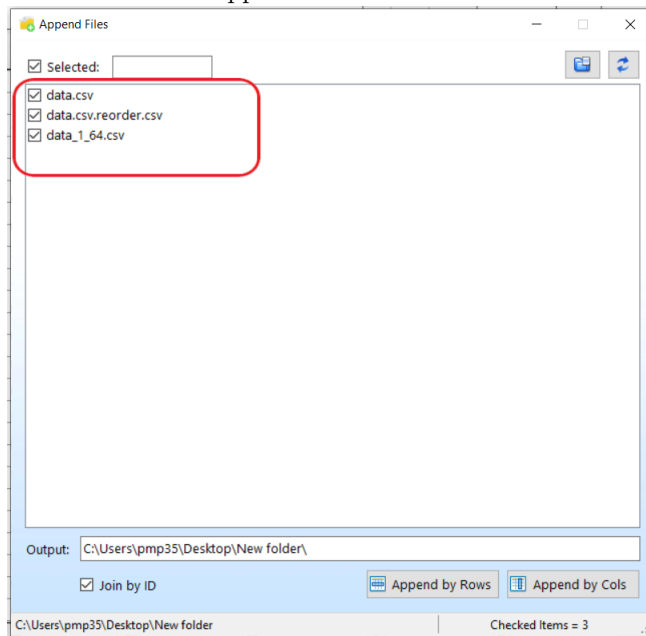 Append Files
Selected:
data.csv
data.csv.reorder.csv
data_1_64.csv
Output: C:\Users\pmp35\Desktop\New folder\
Join by ID Append by Rows Append by Cols
C:\Users\pmp35\Desktop\New folder Checked Items = 3